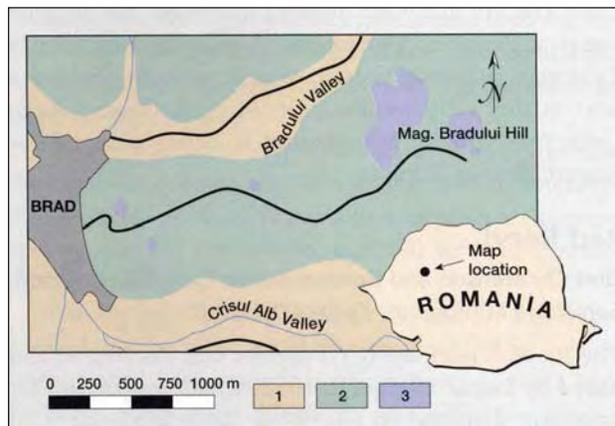 Bradului Valley
N
Mag. Bradului Hill
BRAD
Map
location
ROMANIA
Crisul Alb Valley
0 250 500 750 1000 m
1 2 3